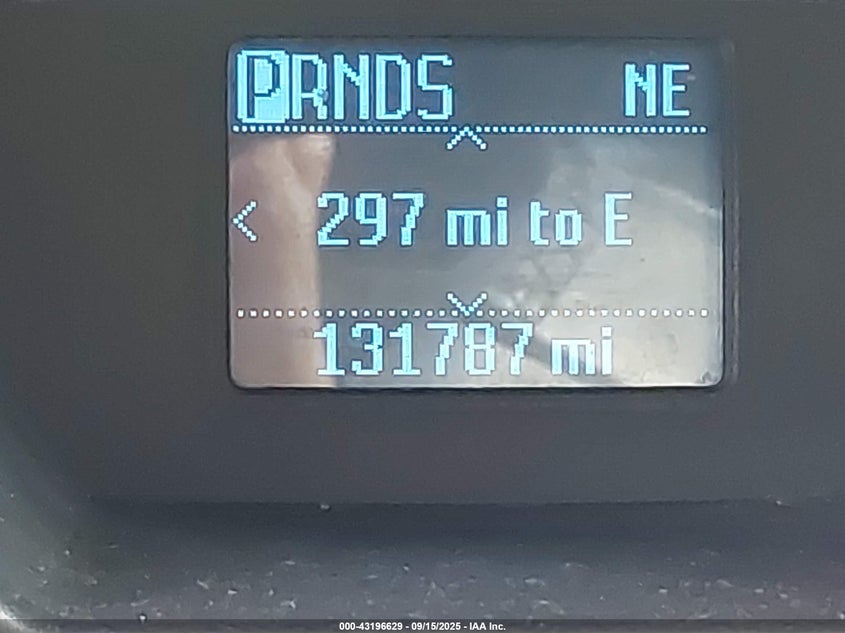 PRNDS NE
297 mi to E
131787 mi
000-43196629 - 09/15/2025 - IAA Inc.